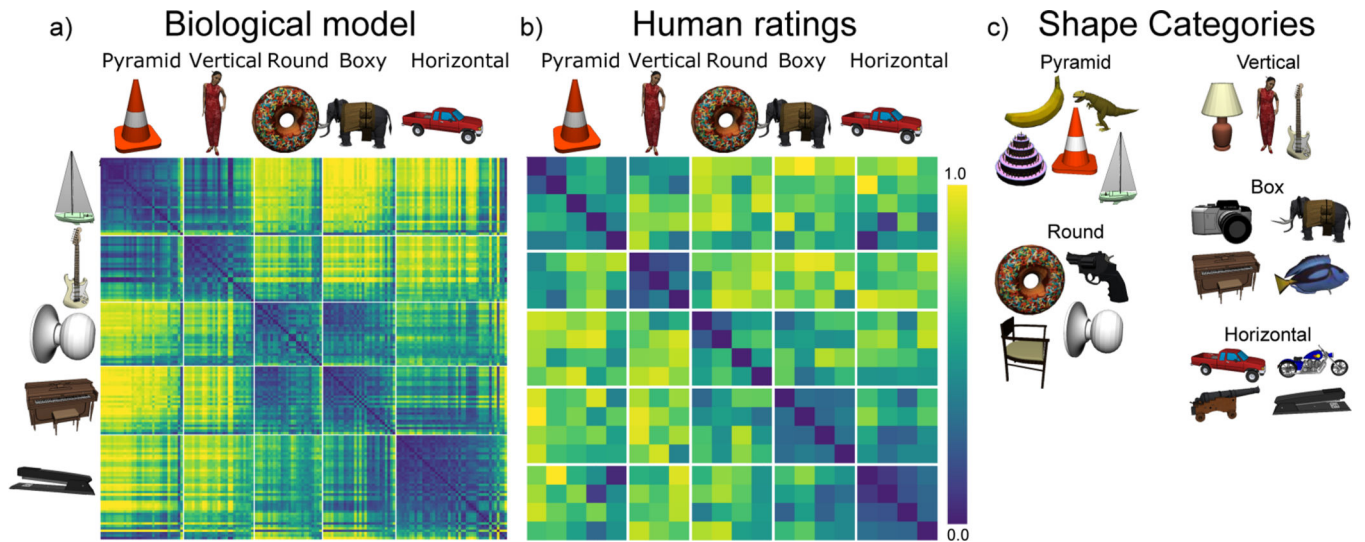 a) Biological model
Pyramid Vertical Round Boxy Horizontal
b) Human ratings
Pyramid Vertical Round Boxy Horizontal
1.0
0.0
c) Shape Categories
Pyramid
Vertical
Box
Round
Horizontal